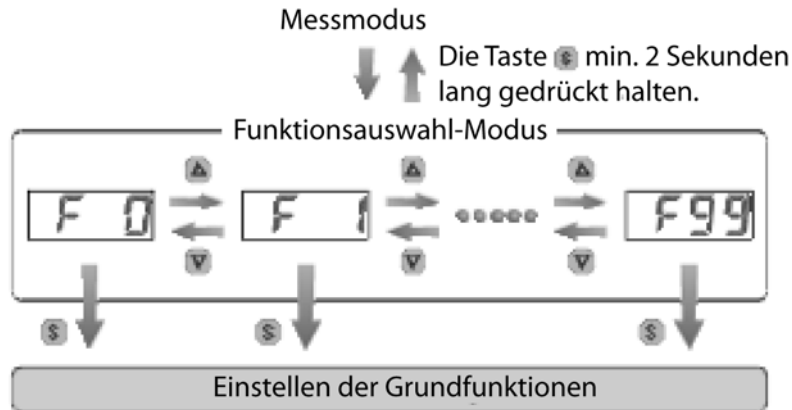 Messmodus
Die Taste S min. 2 Sekunden
lang gedrückt halten.
Funktionsauswahl-Modus
F 0 F 1 F99
S S S
Einstellen der Grundfunktionen